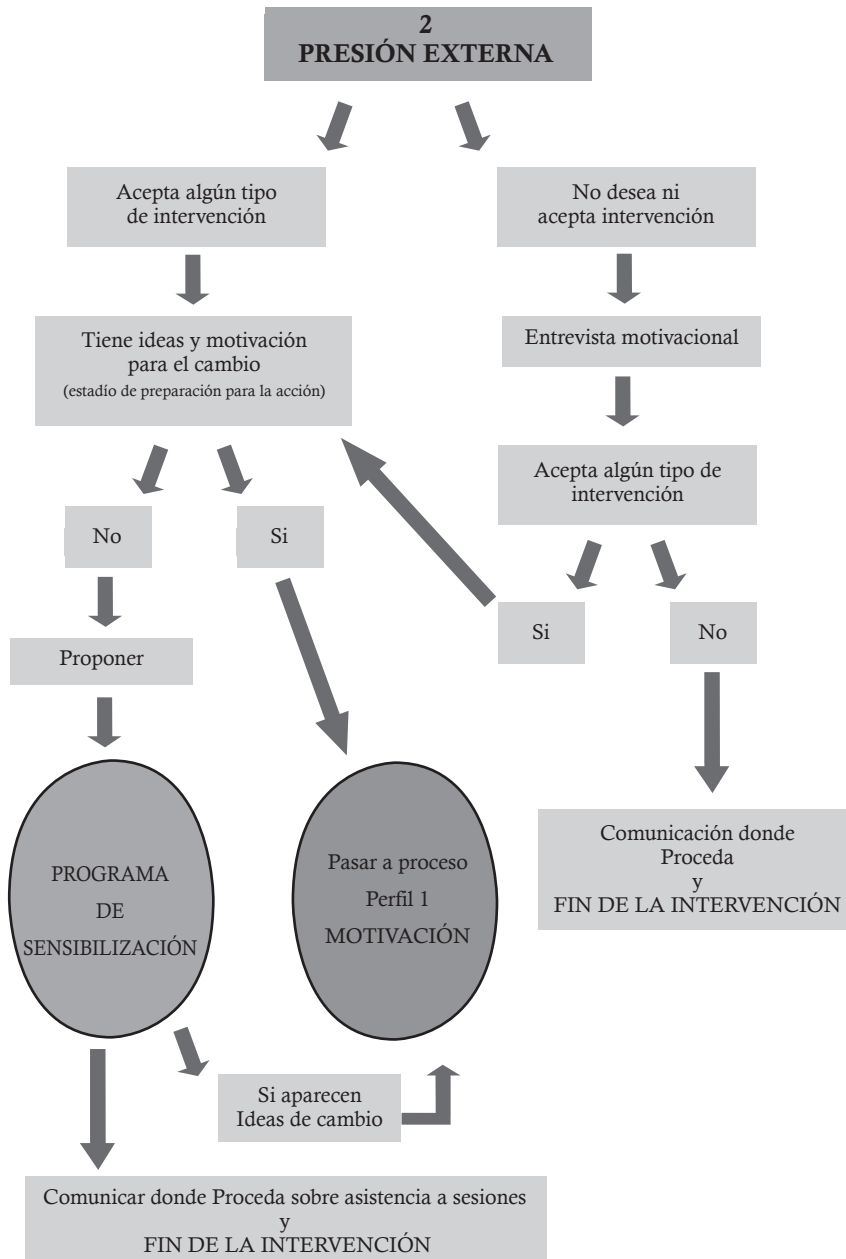 2
PRESIÓN EXTERNA
Acepta algún tipo
de intervención
No desea ni
acepta intervención
Tiene ideas y motivación
para el cambio
(estadío de preparación para la acción)
Entrevista motivacional
Acepta algún tipo de
intervención
No
Si
Si
No
Proponer
PROGRAMA
DE
SENSIBILIZACIÓN
Pasar a proceso
Perfil 1
MOTIVACIÓN
Comunicación donde
Proceda
y
FIN DE LA INTERVENCIÓN
Si aparecen
Ideas de cambio
Comunicar donde Proceda sobre asistencia a sesiones
y
FIN DE LA INTERVENCIÓN